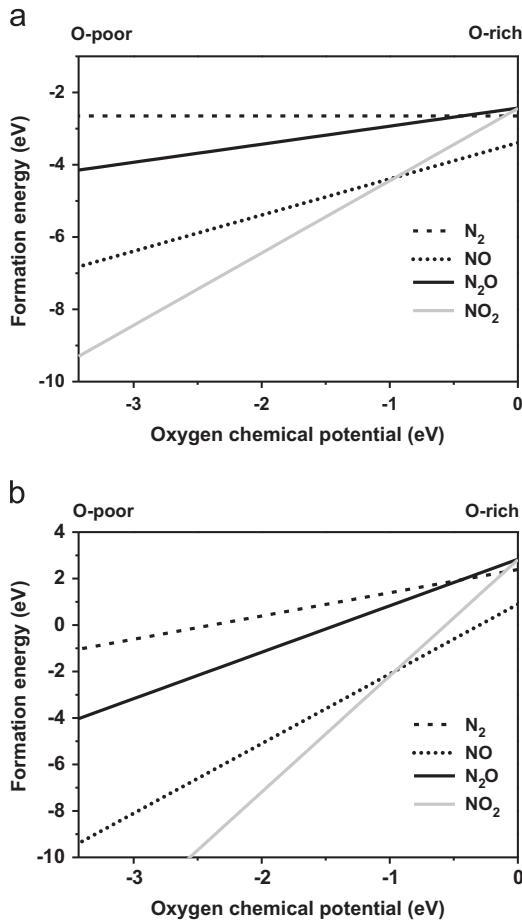 a
O-poor O-rich
-2
-4
-6
-8
-10
Formation energy (eV)
N2
NO
N2O
NO2
-3 -2 -1 0
Oxygen chemical potential (eV)
b
O-poor O-rich
4
2
0
-2
-4
-6
-8
-10
Formation energy (eV)
N2
NO
N2O
NO2
-3 -2 -1 0
Oxygen chemical potential (eV)